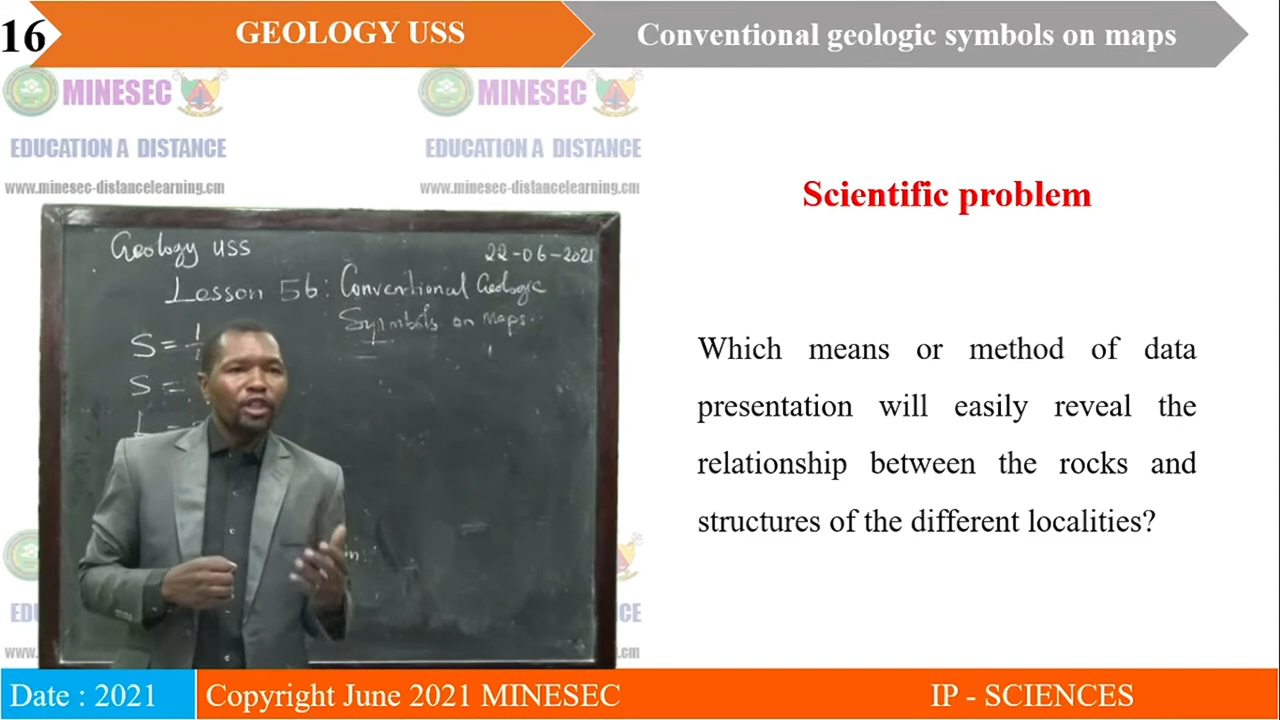 16
GEOLOGY USS
Conventional geologic symbols on maps
MINESEC
MINESEC
EDUCATION A DISTANCE
EDUCATION A DISTANCE
www.minesec-distancelearning.cm
www.minesec-distancelearning.cm
Scientific problem
Geology USS
22-06-2021
Lesson 56: Conventional Geologic
Symbols on Maps.
S = 1
S =
Which means or method of data
presentation will easily reveal the
relationship between the rocks and
structures of the different localities?
Date : 2021
Copyright June 2021 MINESEC
IP - SCIENCES